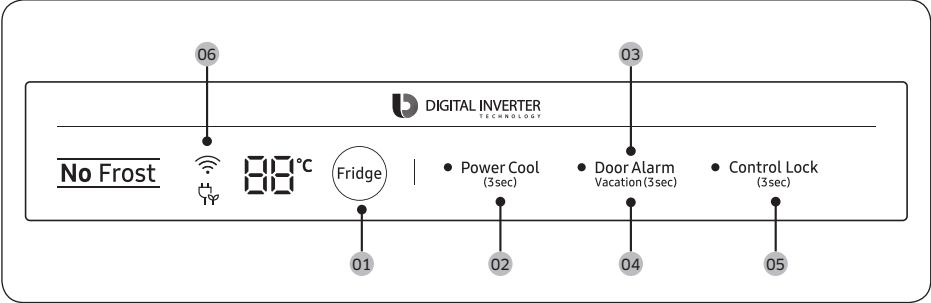 06
03
DIGITAL INVERTER
TECHNOLOGY
No Frost
88°C
Fridge
Power Cool
(3sec)
Door Alarm
Vacation(3sec)
Control Lock
(3sec)
01
02
04
05